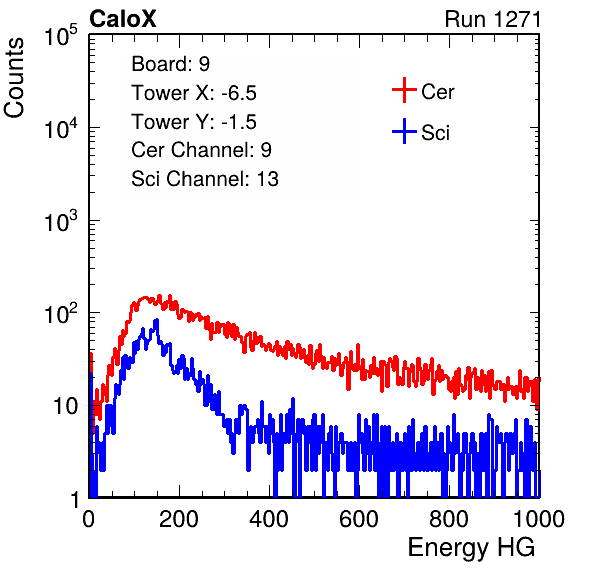 CaloX Run 1271
Counts
Board: 9
Tower X: -6.5
Tower Y: -1.5
Cer Channel: 9
Sci Channel: 13
Cer
Sci
10^5
10^4
10^3
10^2
10
1
0 200 400 600 800 1000
Energy HG